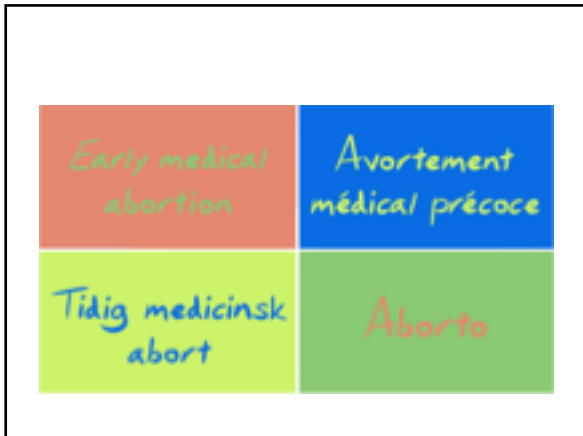 Early medical
abortion
Avortement
médical précoce
Tidig medicinsk
abort
Aborto